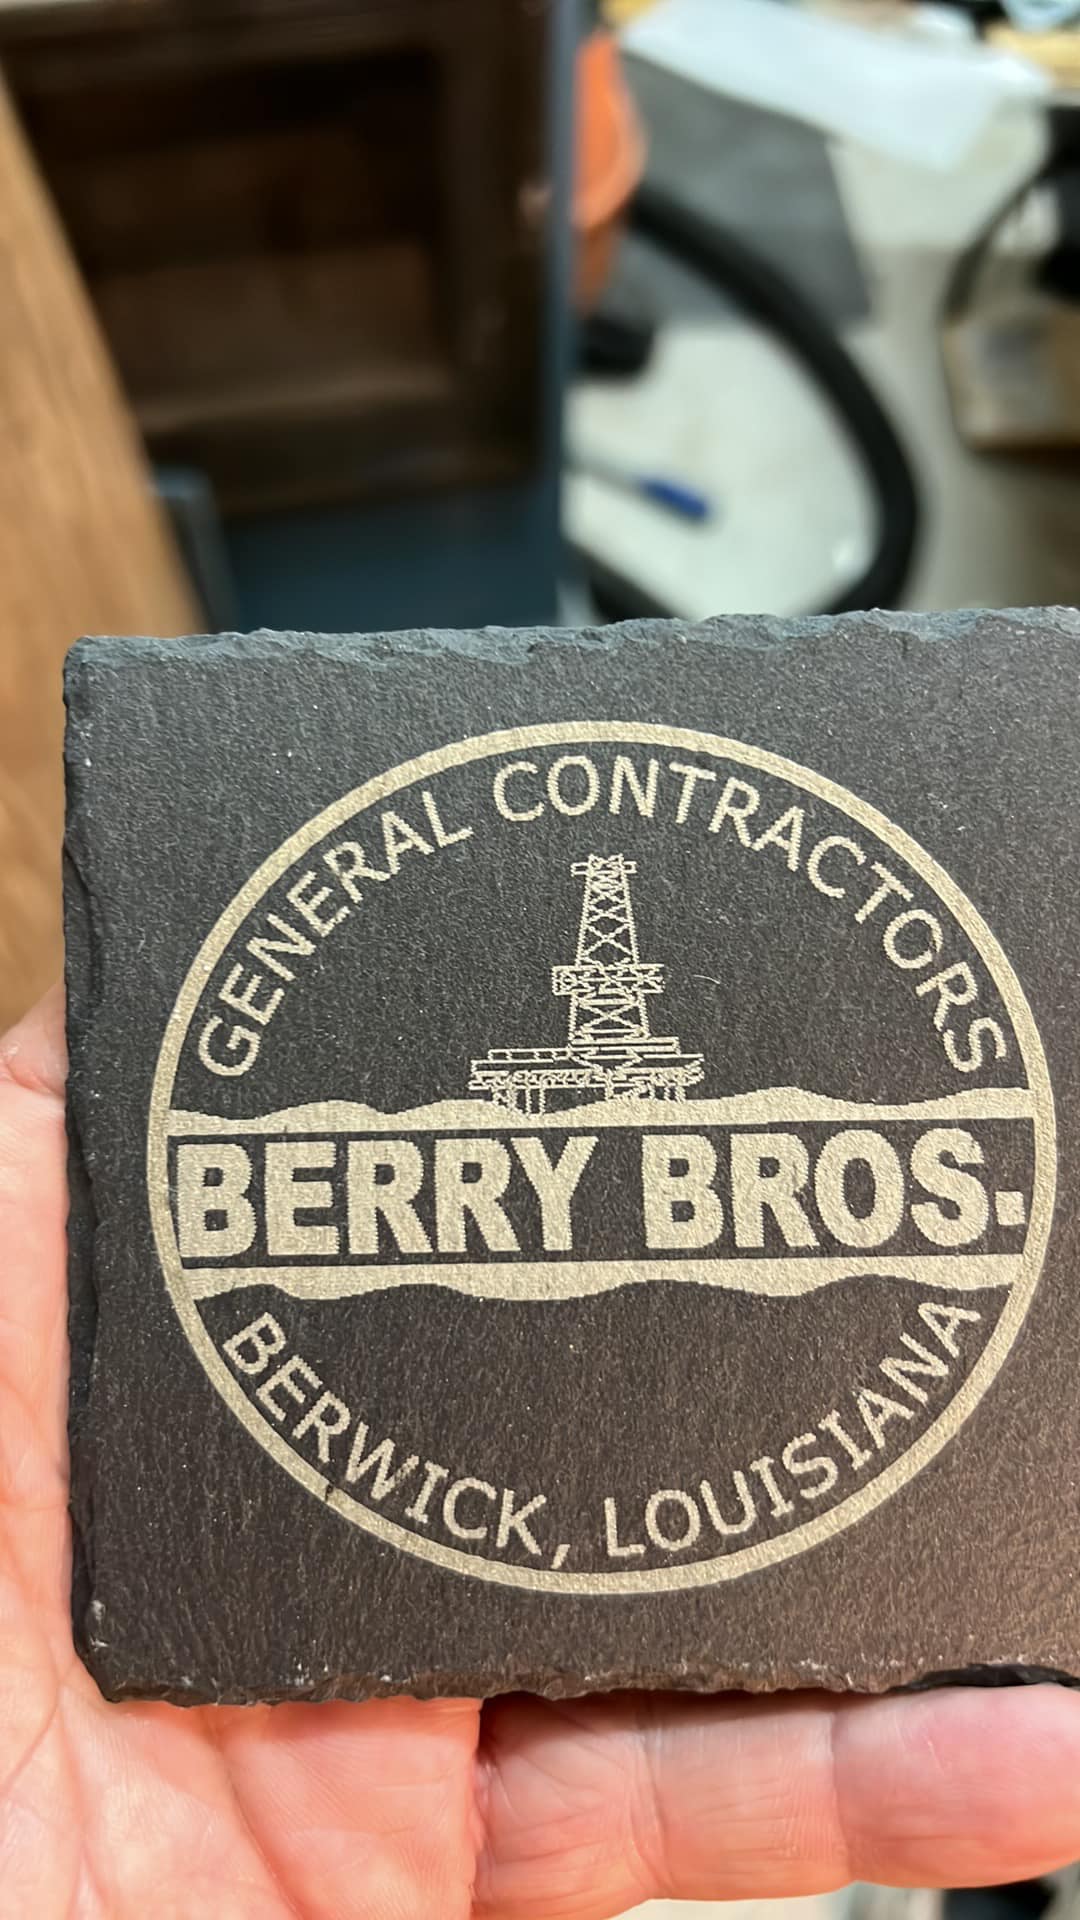 GENERAL CONTRACTORS
BERRY BROS.
BERWICK, LOUISIANA